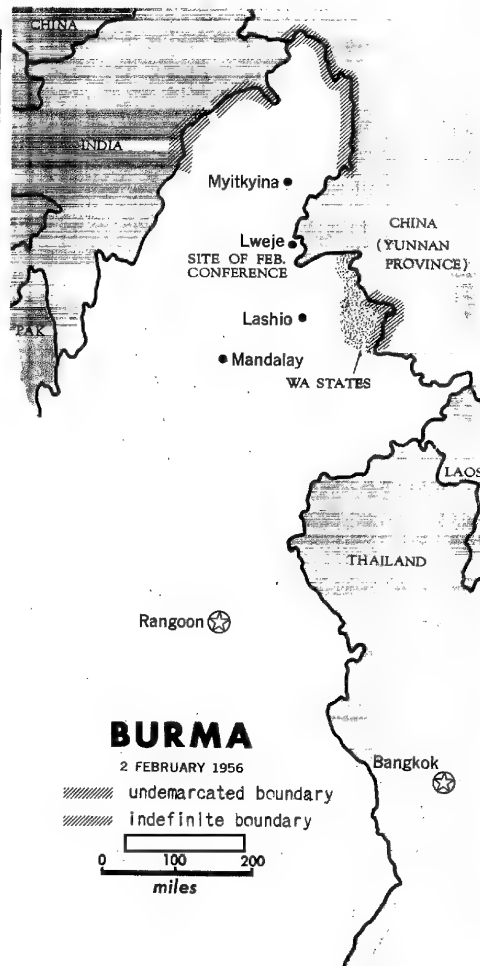 CHINA
INDIA
Myitkyina
CHINA
(YUNNAN
PROVINCE)
Lweje
SITE OF FEB.
CONFERENCE
Lashio
PAK
Mandalay
WA STATES
LAOS
THAILAND
Rangoon
BURMA
2 FEBRUARY 1956
Bangkok
undemarcated boundary
indefinite boundary
0 100 200
miles